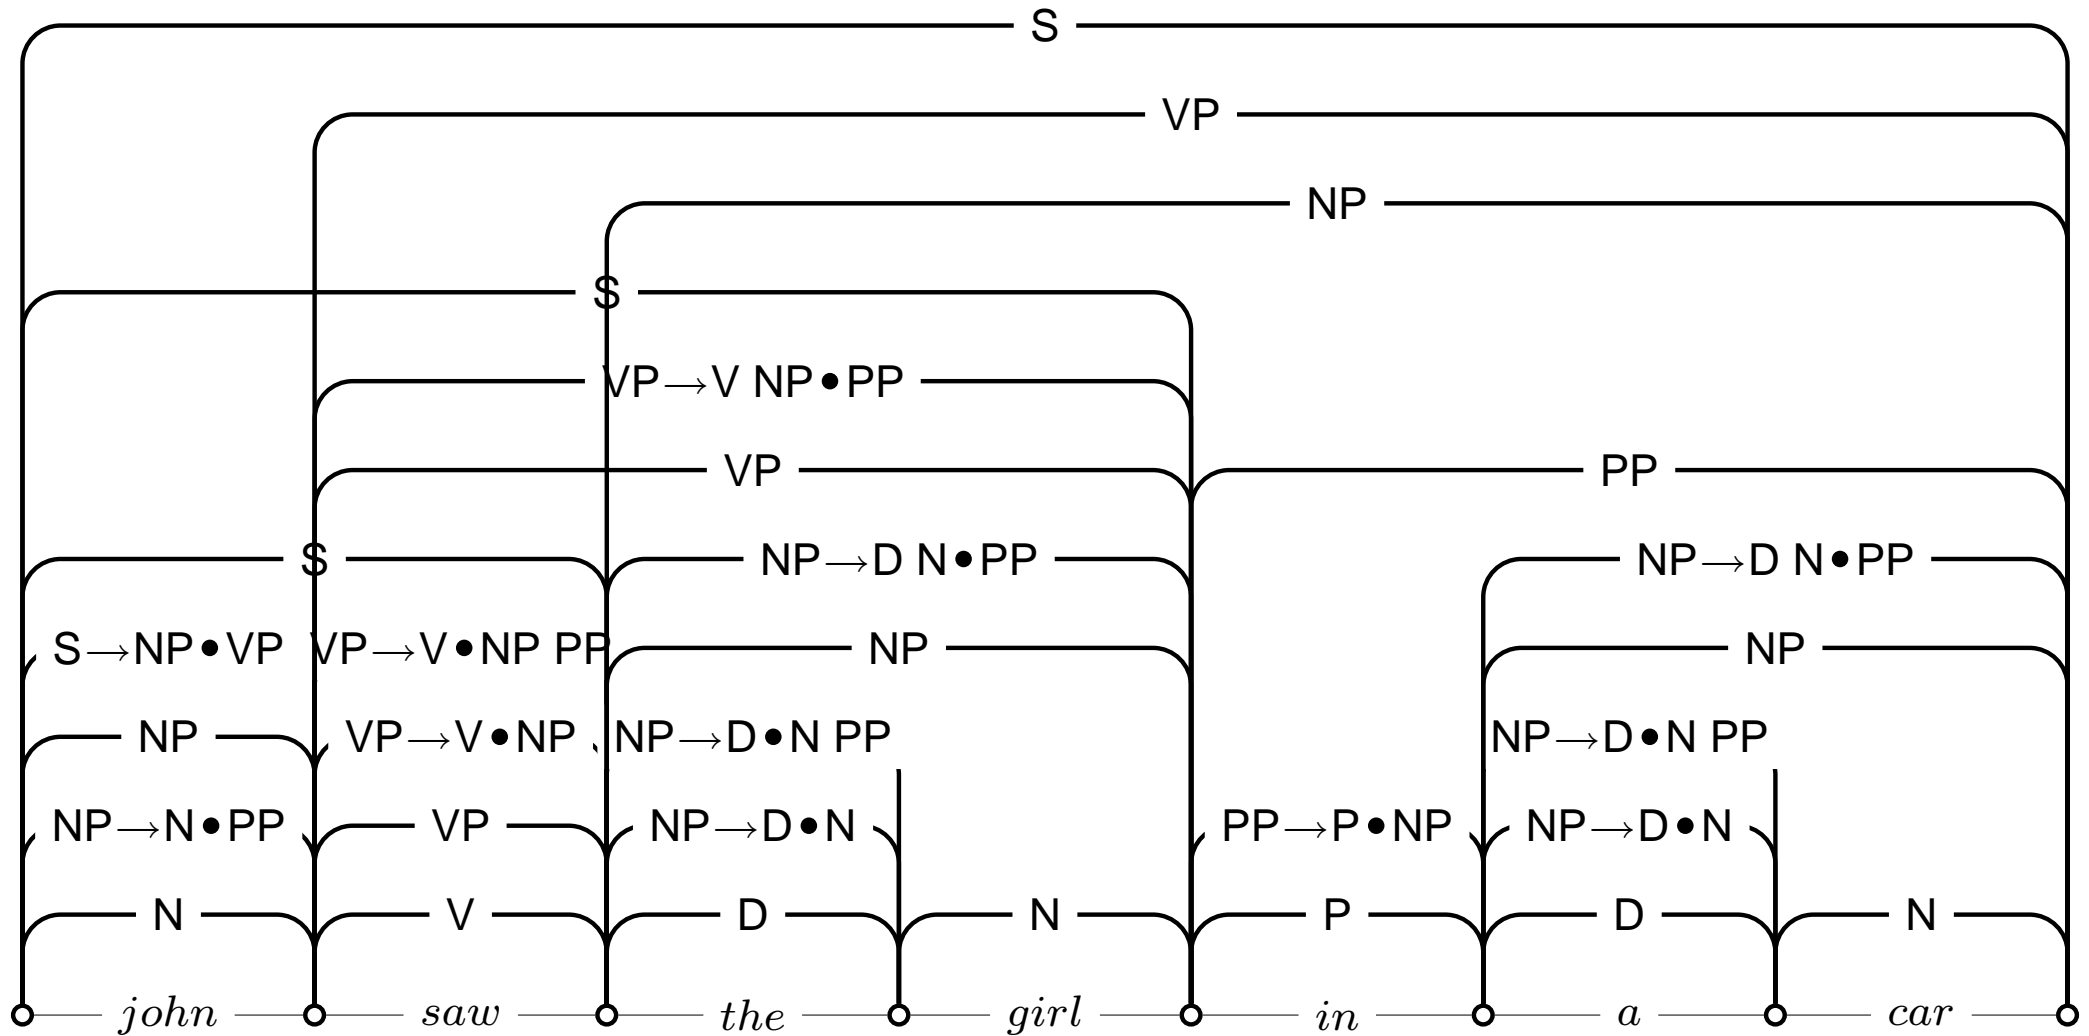 S
VP
NP
S
VP→V NP•PP
VP PP
S NP→D N•PP NP→D N•PP
S→NP•VP VP→V•NP PP NP NP
NP VP→V•NP NP→D•N PP NP→D•N PP
NP→N•PP VP NP→D•N PP→P•NP NP→D•N
N V D N P D N
john saw the girl in a car